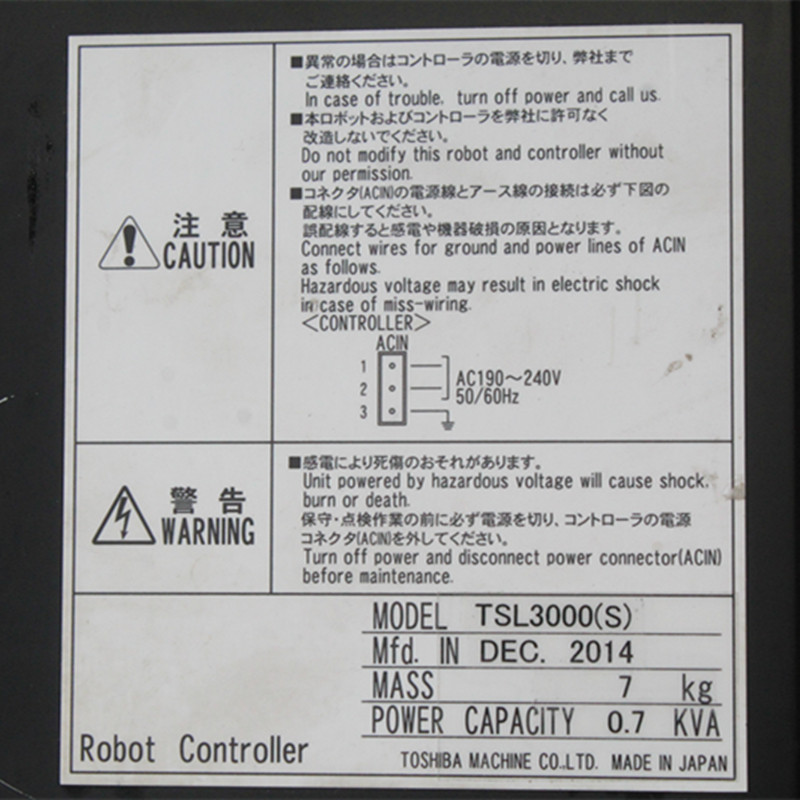 注意
CAUTION
■異常の場合はコントローラの電源を切り、弊社まで
ご連絡ください。
In case of trouble, turn off power and call us.
■本ロボットおよびコントローラを弊社に許可なく
改造しないでください。
Do not modify this robot and controller without
our permission.
■コネクタ(ACIN)の電源線とアース線の接続は必ず下図の
配線にしてください。
誤配線すると感電や機器破損の原因となります。
Connect wires for ground and power lines of ACIN
as follows.
Hazardous voltage may result in electric shock
in case of miss-wiring.
<CONTROLLER>
ACIN
1
2
3
AC190～240V
50/60Hz
警告
WARNING
■感電により死傷のおそれがあります。
Unit powered by hazardous voltage will cause shock,
burn or death.
保守・点検作業の前に必ず電源を切り、コントローラの電源
コネクタ(ACIN)を外してください。
Turn off power and disconnect power connector(ACIN)
before maintenance.
MODEL TSL3000(S)
Mfd. IN DEC. 2014
MASS 7 kg
POWER CAPACITY 0.7 KVA
Robot Controller
TOSHIBA MACHINE CO.,LTD. MADE IN JAPAN